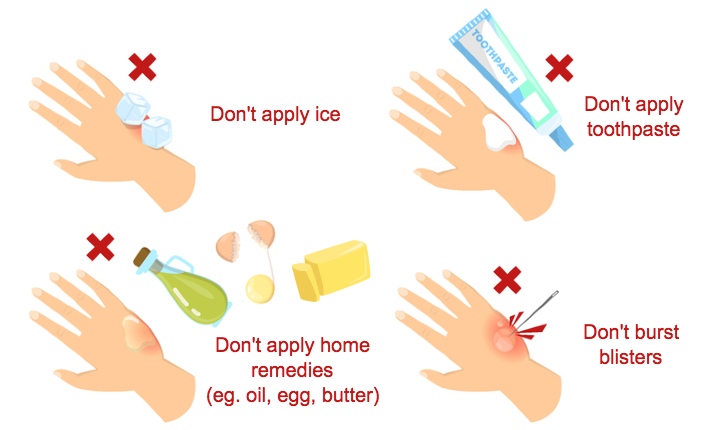 Don't apply ice
TOOTHPASTE
Don't apply
toothpaste
Don't apply home
remedies
(eg. oil, egg, butter)
Don't burst
blisters